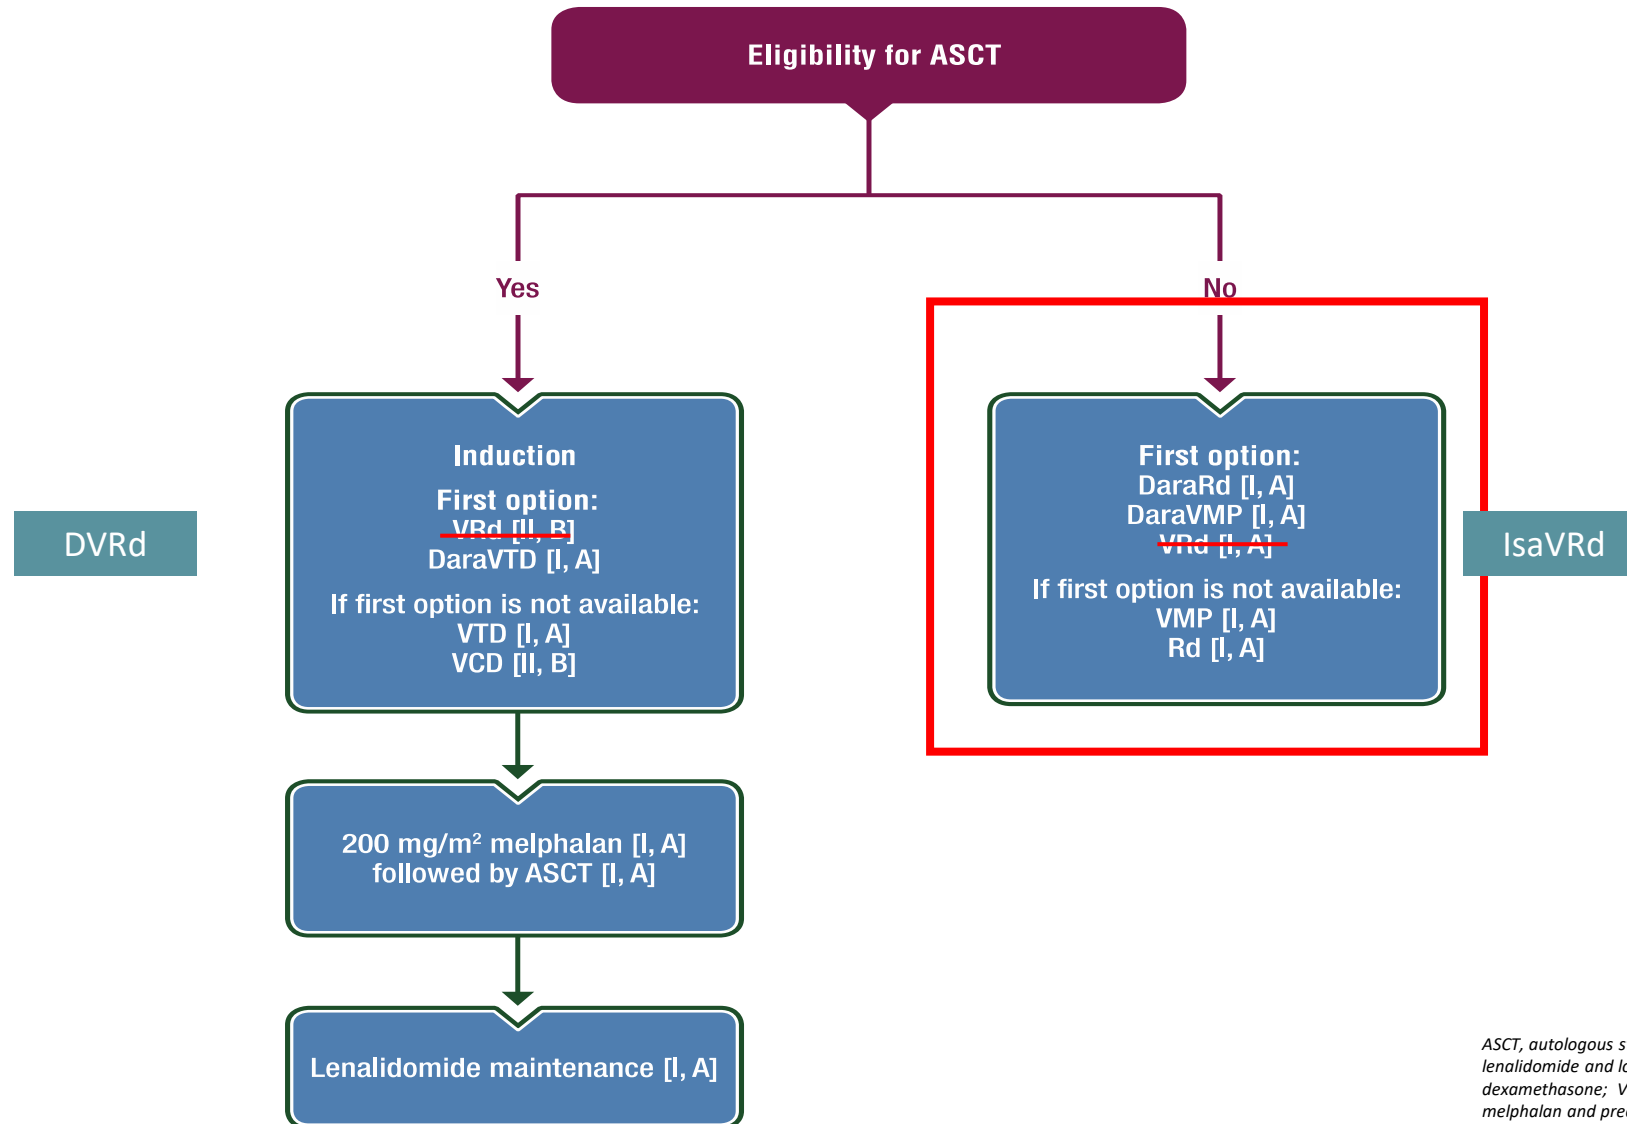 Eligibility for ASCT
Yes
No
Induction
First option:
VRd [II, B]
DaraVTD [I, A]
If first option is not available:
VTD [I, A]
VCD [II, B]
First option:
DaraRd [I, A]
DaraVMP [I, A]
VRd [I, A]
If first option is not available:
VMP [I, A]
Rd [I, A]
DVRd
IsaVRd
200 mg/m² melphalan [I, A]
followed by ASCT [I, A]
Lenalidomide maintenance [I, A]
ASCT, autologous
lenalidomide and
dexamethasone;
melphalan and